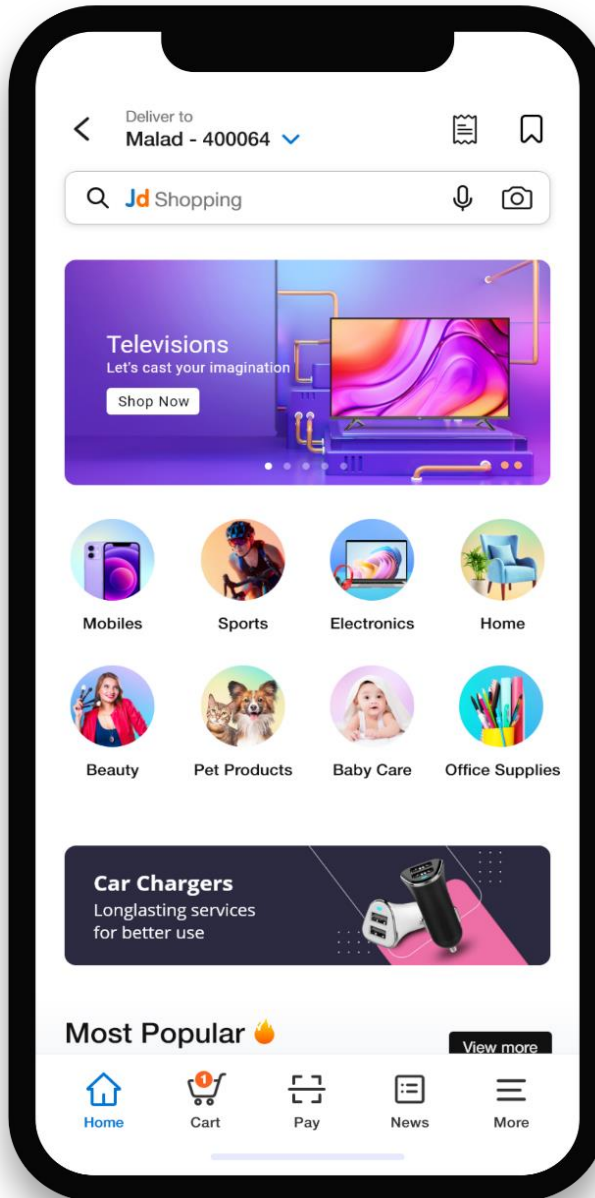 Deliver to
Malad - 400064
Jd Shopping
Televisions
Let's cast your imagination
Shop Now
Mobiles
Sports
Electronics
Home
Beauty
Pet Products
Baby Care
Office Supplies
Car Chargers
Longlasting services
for better use
Most Popular
View more
1
Home
Cart
Pay
News
More